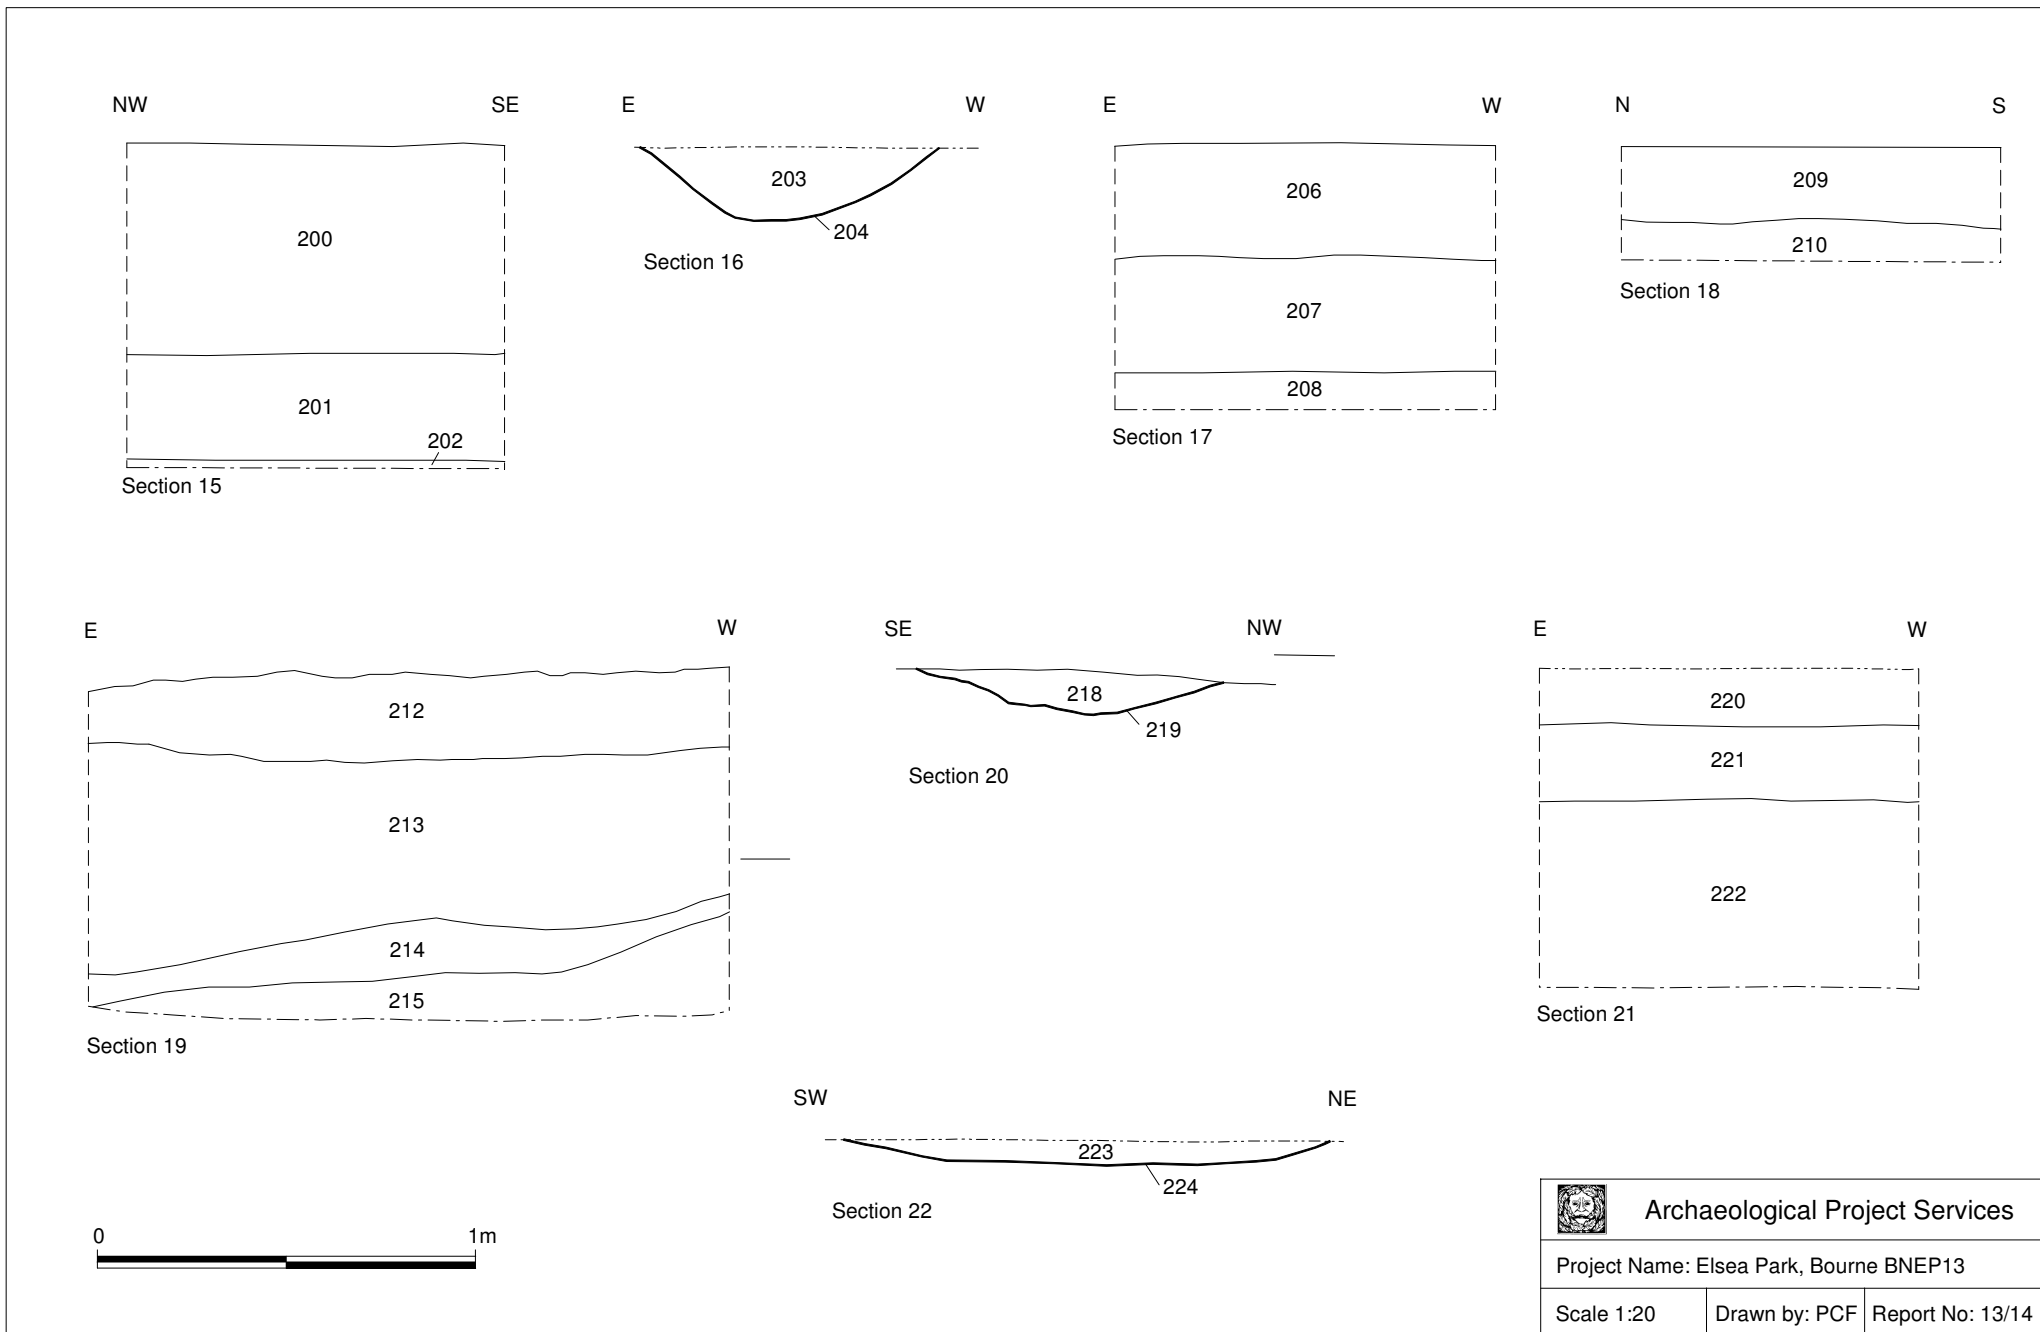 NW SE
200
201
202
Section 15
E W
203
204
Section 16
E W
206
207
208
Section 17
N S
209
210
Section 18
E W
212
213
214
215
Section 19
SE NW
218
219
Section 20
E W
220
221
222
Section 21
SW NE
223
224
Section 22
0 1m
Archaeological Project Services
Project Name: Elsea Park, Bourne BNEP13
Scale 1:20 Drawn by: PCF Report No: 13/14